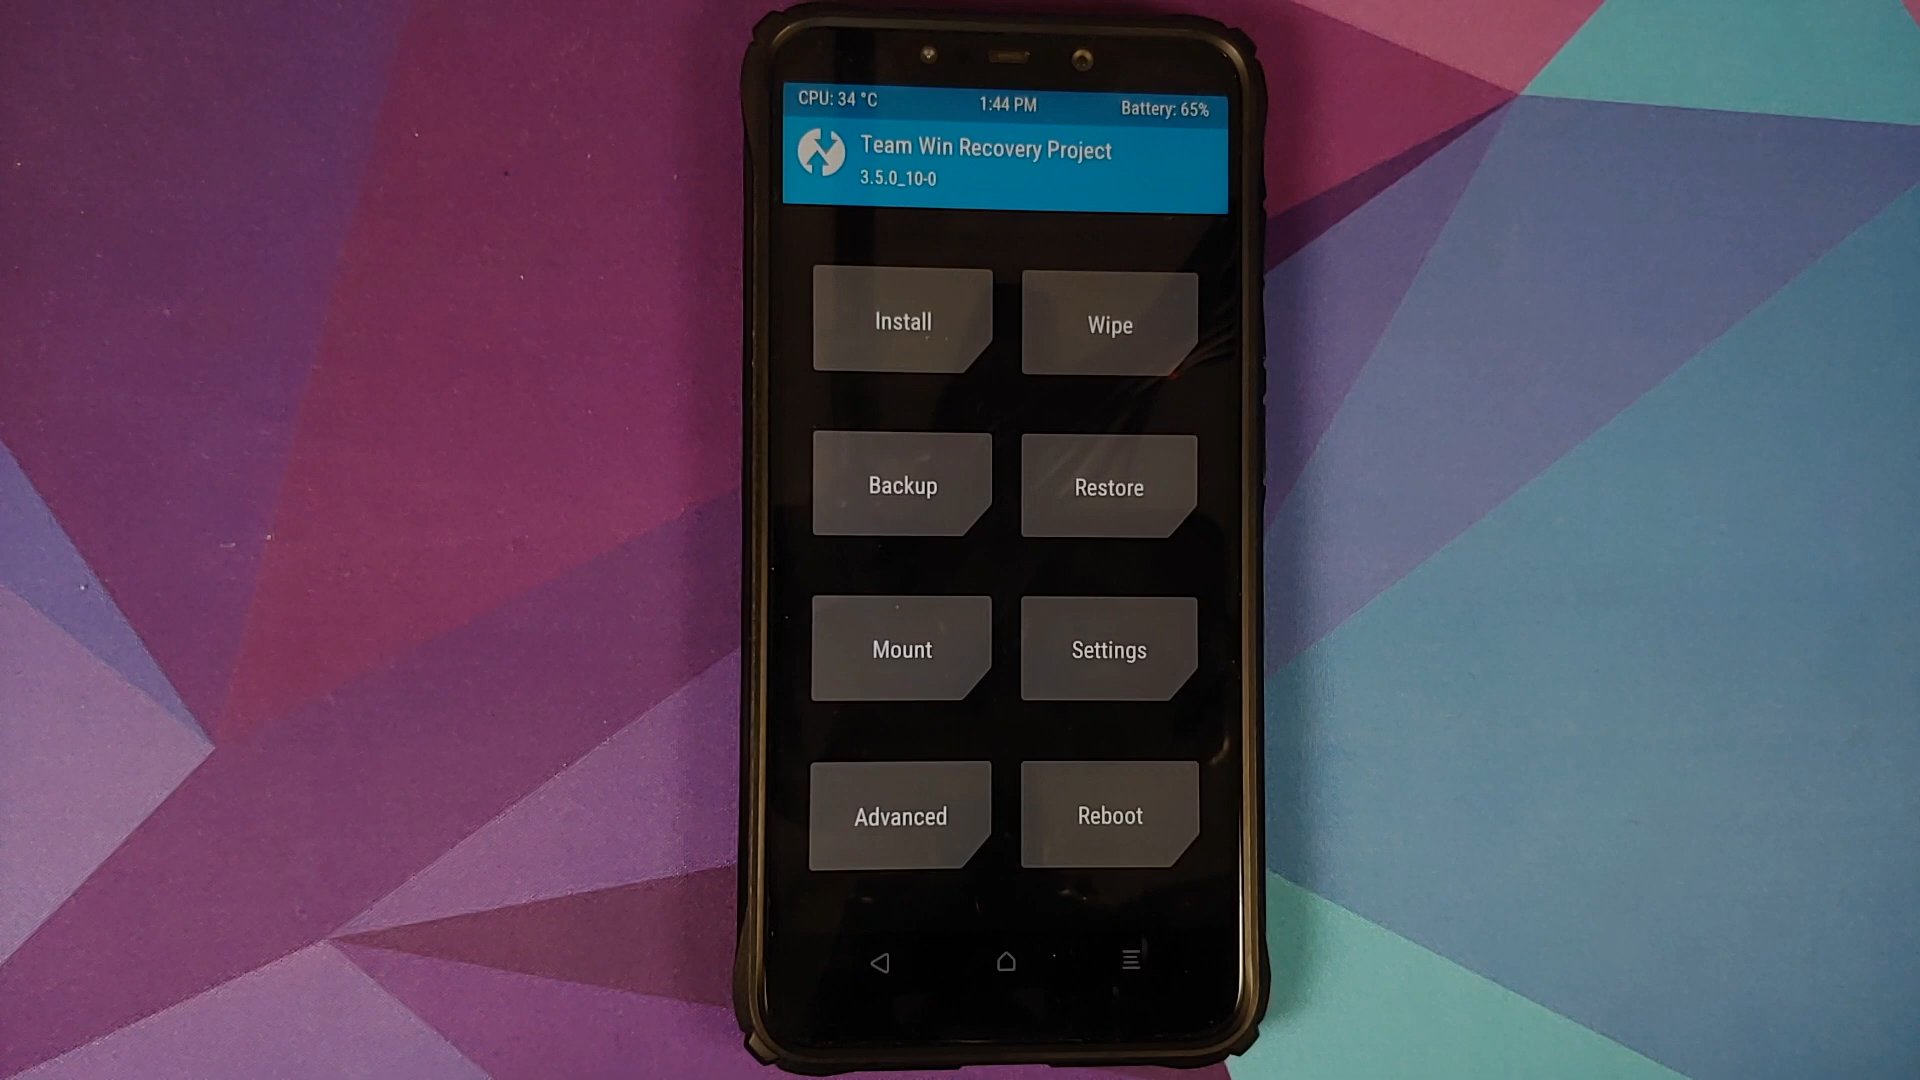 CPU: 34 °C 1:44 PM Battery: 65%
Team Win Recovery Project
3.5.0_10-0
Install Wipe
Backup Restore
Mount Settings
Advanced Reboot